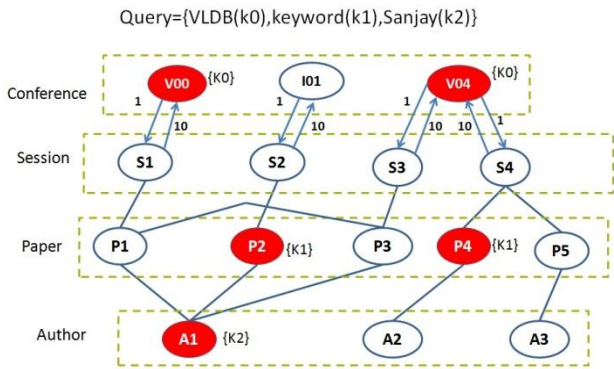 Query={VLDB(k0),keyword(k1),Sanjay(k2)}
Conference V00 {K0} I01 V04 {K0}
1 10 1 10 1 10 10 1
Session S1 S2 S3 S4
Paper P1 P2 {K1} P3 P4 {K1} P5
Author A1 {K2} A2 A3